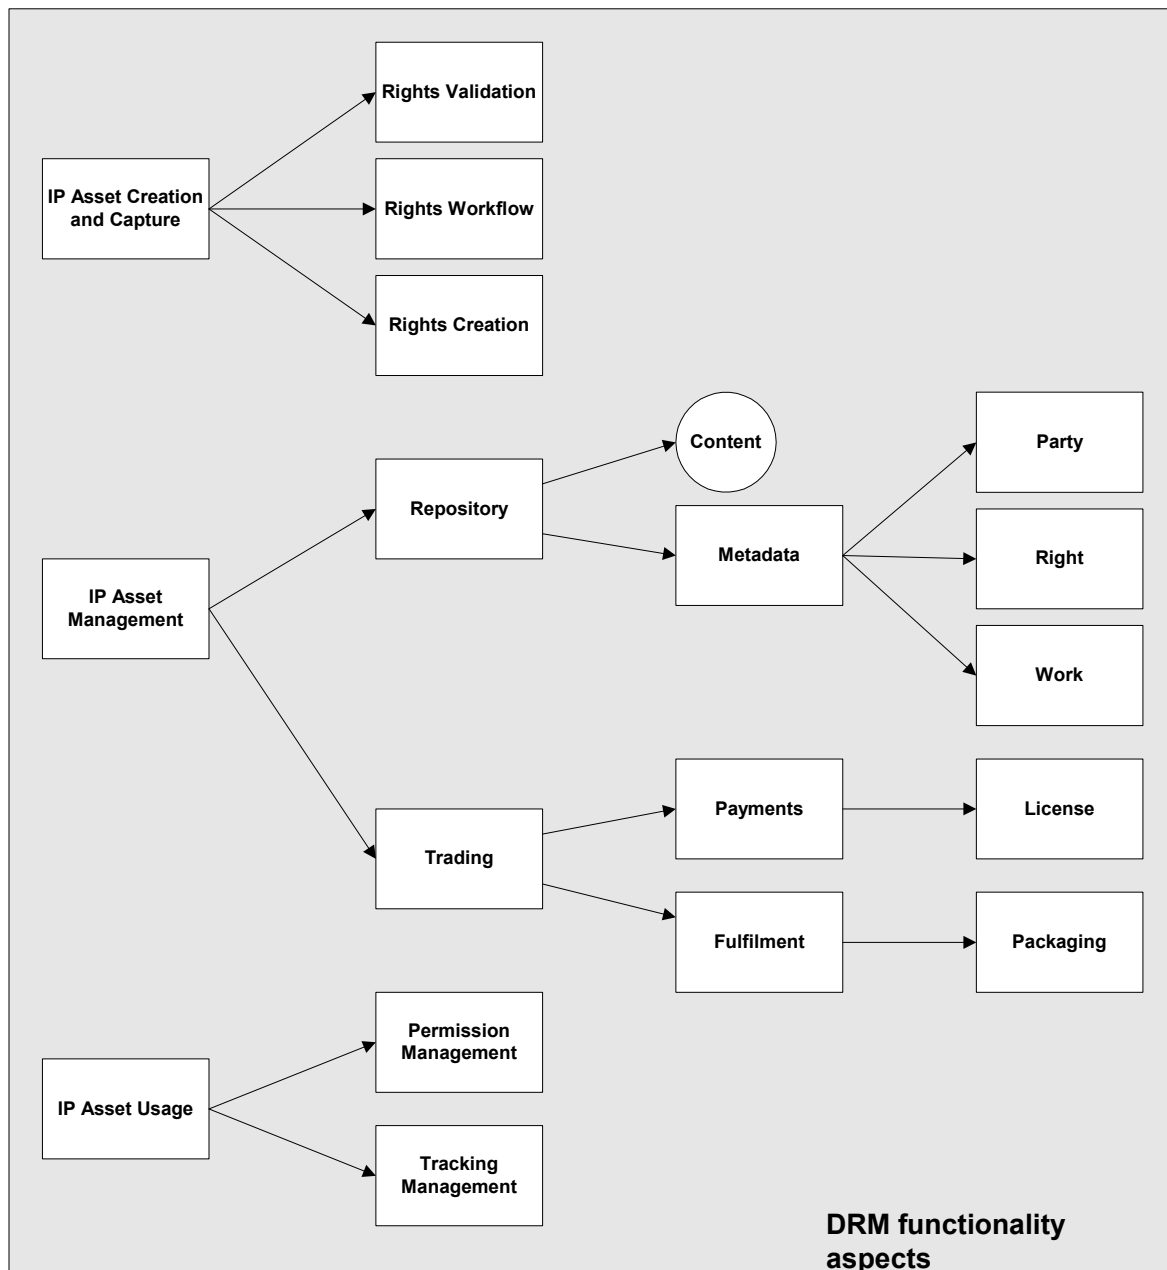 Rights Validation
IP Asset Creation
and Capture
Rights Workflow
Rights Creation
Content
Party
Repository
Metadata
Right
IP Asset
Management
Work
Payments
License
Trading
Fulfilment
Packaging
Permission
Management
IP Asset Usage
Tracking
Management
DRM functionality
aspects